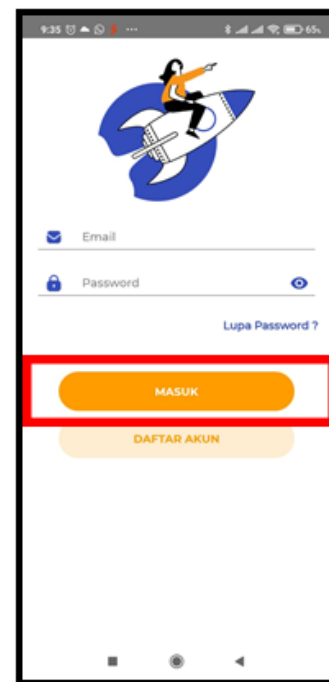 9:35 ... 65%
Email
Password
Lupa Password ?
MASUK
DAFTAR AKUN